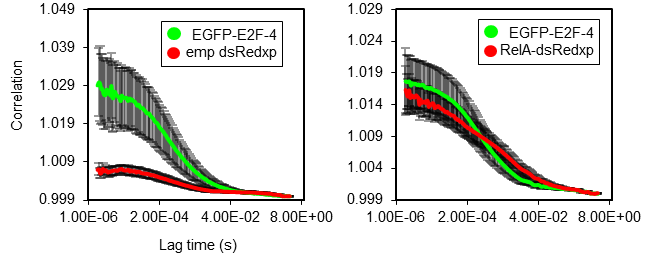 1.049
1.039
1.029
1.019
1.009
0.999
Correlation
EGFP-E2F-4
emp dsRedxp
1.00E-06 2.00E-04 4.00E-02 8.00E+00
Lag time (s)
1.029
1.024
1.019
1.014
1.009
1.004
0.999
EGFP-E2F-4
RelA-dsRedxp
1.00E-06 2.00E-04 4.00E-02 8.00E+00